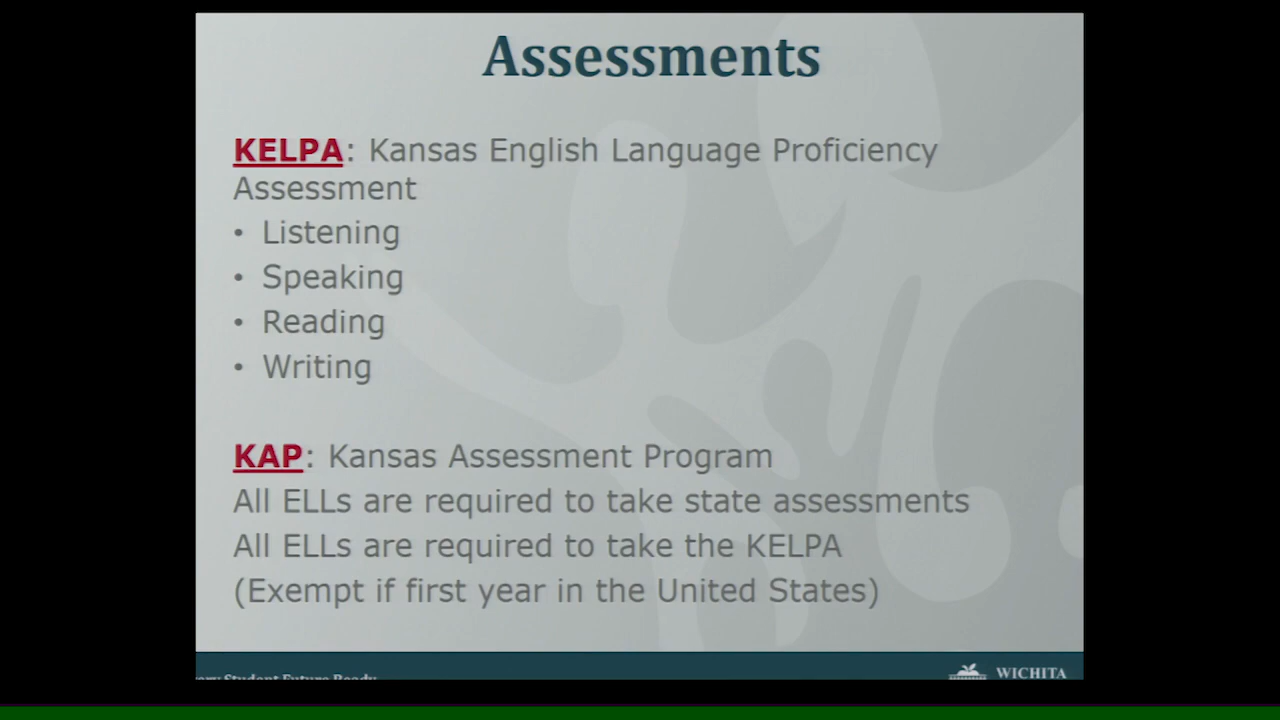 Assessments
KELPA: Kansas English Language Proficiency
Assessment
• Listening
• Speaking
• Reading
• Writing
KAP: Kansas Assessment Program
All ELLs are required to take state assessments
All ELLs are required to take the KELPA
(Exempt if first year in the United States)
Student Future Ready
WICHITA